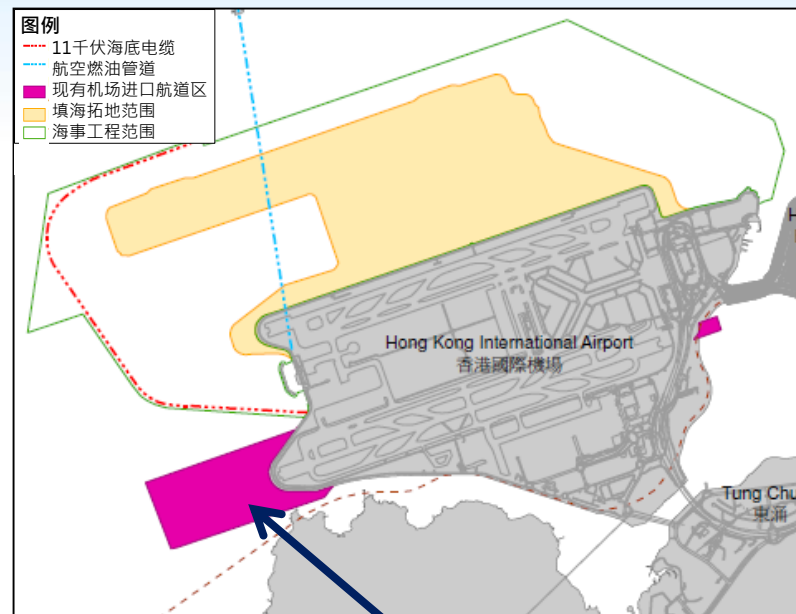 图例
11千伏海底电缆
航空燃油管道
现有机场进口航道区
填海拓地范围
海事工程范围
H
Hong Kong International Airport
香港國際機場
Tung Chu
東涌